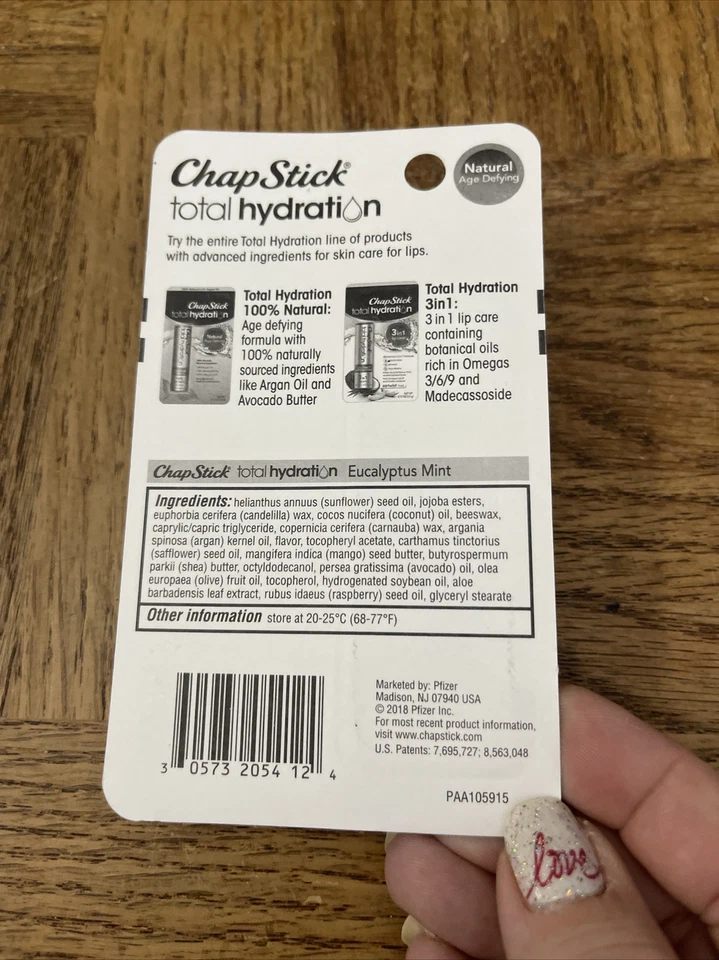 ChapStick®
total hydration
Natural
Age Defying
Try the entire Total Hydration line of products
with advanced ingredients for skin care for lips.
ChapStick
total hydration
Natural
Total Hydration
100% Natural:
Age defying
formula with
100% naturally
sourced ingredients
like Argan Oil and
Avocado Butter
ChapStick
total hydration
3in1
Total Hydration
3in1:
3 in 1 lip care
containing
botanical oils
rich in Omegas
3/6/9 and
Madecassoside
ChapStick total hydration Eucalyptus Mint
Ingredients: helianthus annuus (sunflower) seed oil, jojoba esters,
euphorbia cerifera (candelilla) wax, cocos nucifera (coconut) oil, beeswax,
caprylic/capric triglyceride, copernicia cerifera (carnauba) wax, argania
spinosa (argan) kernel oil, flavor, tocopheryl acetate, carthamus tinctorius
(safflower) seed oil, mangifera indica (mango) seed butter, butyrospermum
parkii (shea) butter, octyldodecanol, persea gratissima (avocado) oil, olea
europaea (olive) fruit oil, tocopherol, hydrogenated soybean oil, aloe
barbadensis leaf extract, rubus idaeus (raspberry) seed oil, glyceryl stearate
Other information store at 20-25°C (68-77°F)
3 0573 2054 12 4
Marketed by: Pfizer
Madison, NJ 07940 USA
© 2018 Pfizer Inc.
For most recent product information,
visit www.chapstick.com
U.S. Patents: 7,695,727; 8,563,048
PAA105915
love